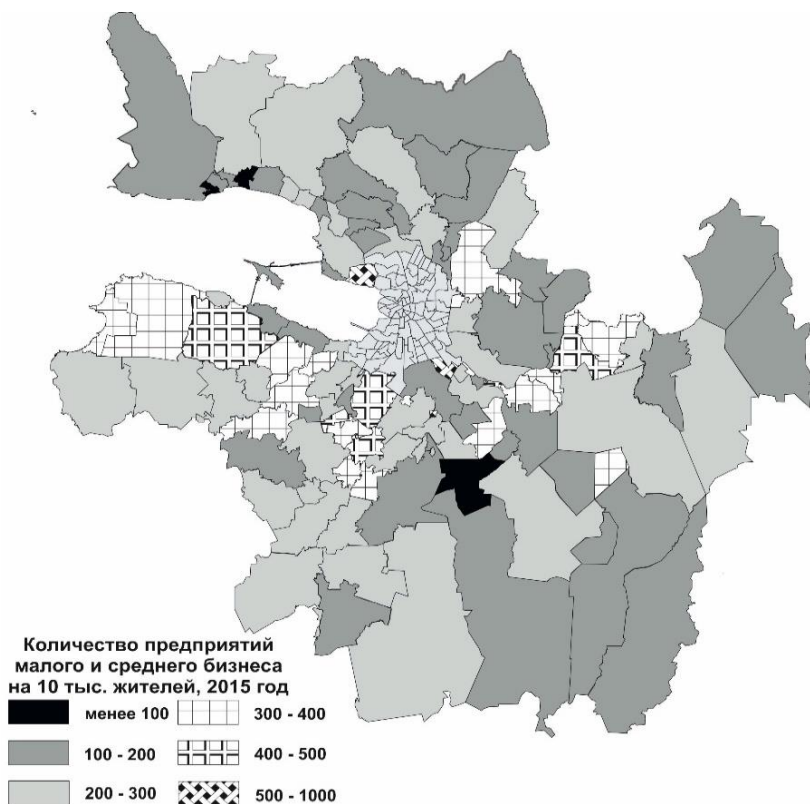 Количество предприятий
малого и среднего бизнеса
на 10 тыс. жителей, 2015 год
менее 100
300 - 400
100 - 200
400 - 500
200 - 300
500 - 1000